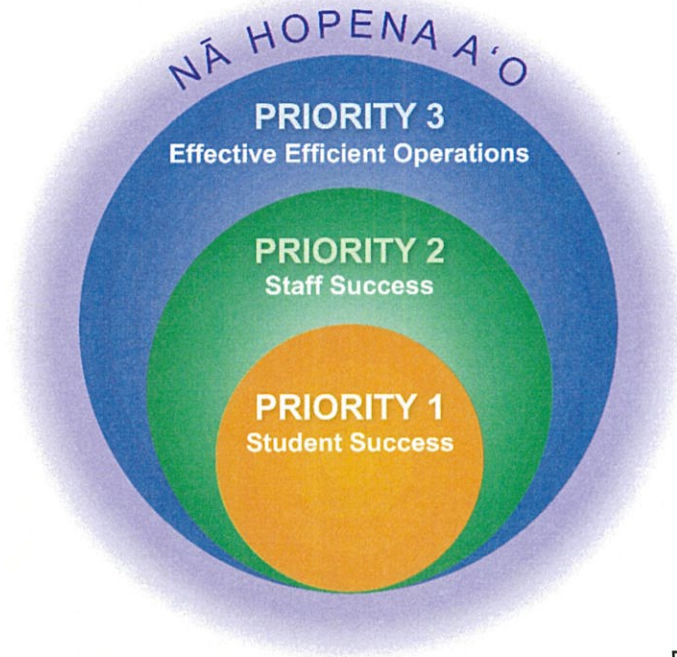 NĀ HOPENA A‘O
PRIORITY 3
Effective Efficient Operations
PRIORITY 2
Staff Success
PRIORITY 1
Student Success